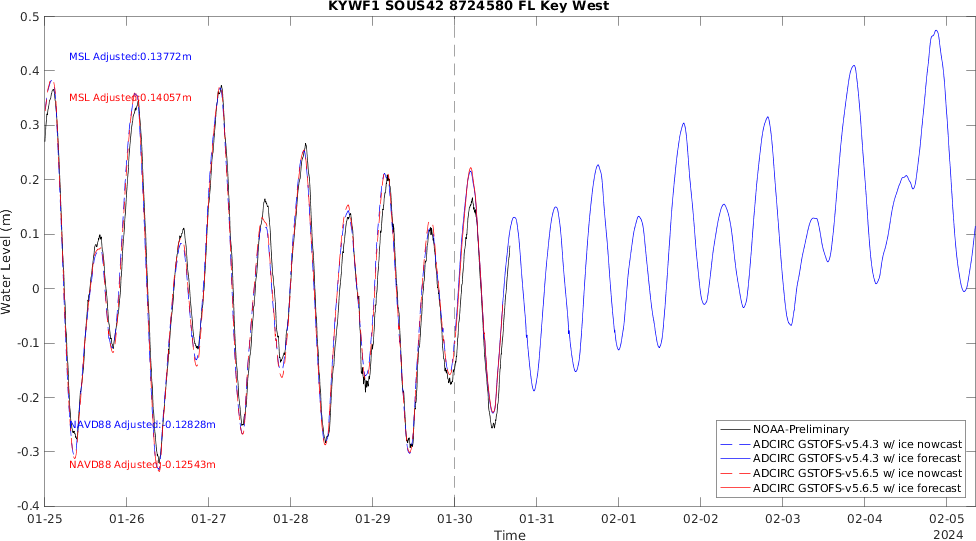 KYWF1 SOUS42 8724580 FL Key West
0.5
MSL Adjusted:0.13772m
0.4
MSL Adjusted:0.14057m
0.3
0.2
0.1
Water Level (m)
0
-0.1
-0.2
NAVD88 Adjusted:-0.12828m
-0.3
NAVD88 Adjusted:-0.12543m
-0.4
NOAA-Preliminary
ADCIRC GSTOFS-v5.4.3 w/ ice nowcast
ADCIRC GSTOFS-v5.4.3 w/ ice forecast
ADCIRC GSTOFS-v5.6.5 w/ ice nowcast
ADCIRC GSTOFS-v5.6.5 w/ ice forecast
01-25 01-26 01-27 01-28 01-29 01-30 01-31 02-01 02-02 02-03 02-04 02-05
2024
Time